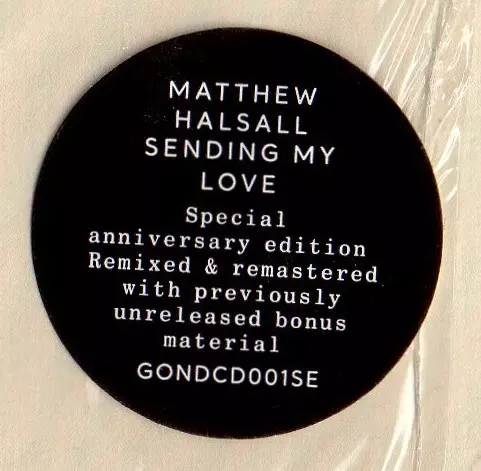 MATTHEW
HALSALL
SENDING MY
LOVE
Special
anniversary edition
Remixed & remastered
with previously
unreleased bonus
material
GONDCD001SE